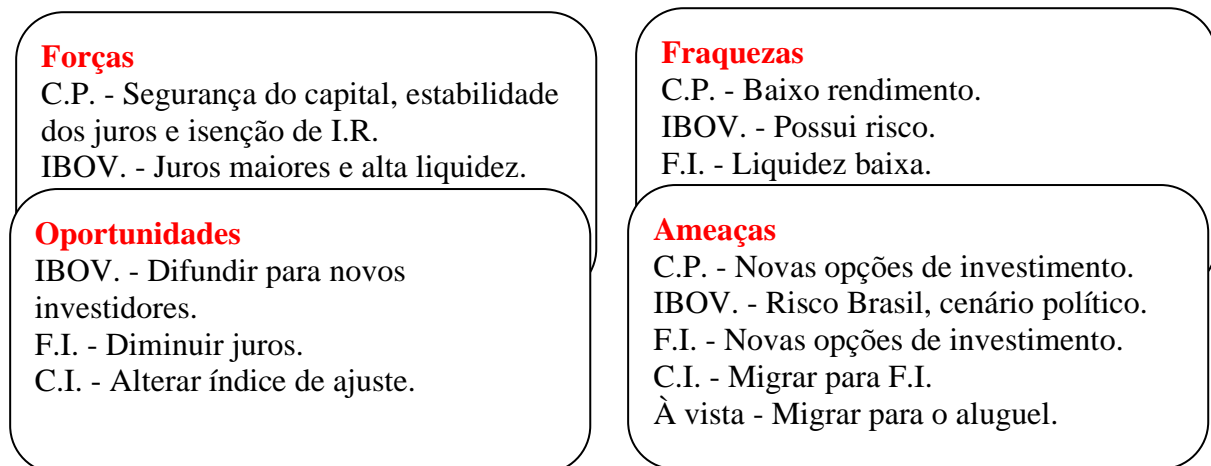 Forças
C.P. - Segurança do capital, estabilidade
dos juros e isenção de I.R.
IBOV. - Juros maiores e alta liquidez.
Fraquezas
C.P. - Baixo rendimento.
IBOV. - Possui risco.
F.I. - Liquidez baixa.
Oportunidades
IBOV. - Difundir para novos
investidores.
F.I. - Diminuir juros.
C.I. - Alterar índice de ajuste.
Ameaças
C.P. - Novas opções de investimento.
IBOV. - Risco Brasil, cenário político.
F.I. - Novas opções de investimento.
C.I. - Migrar para F.I.
À vista - Migrar para o aluguel.